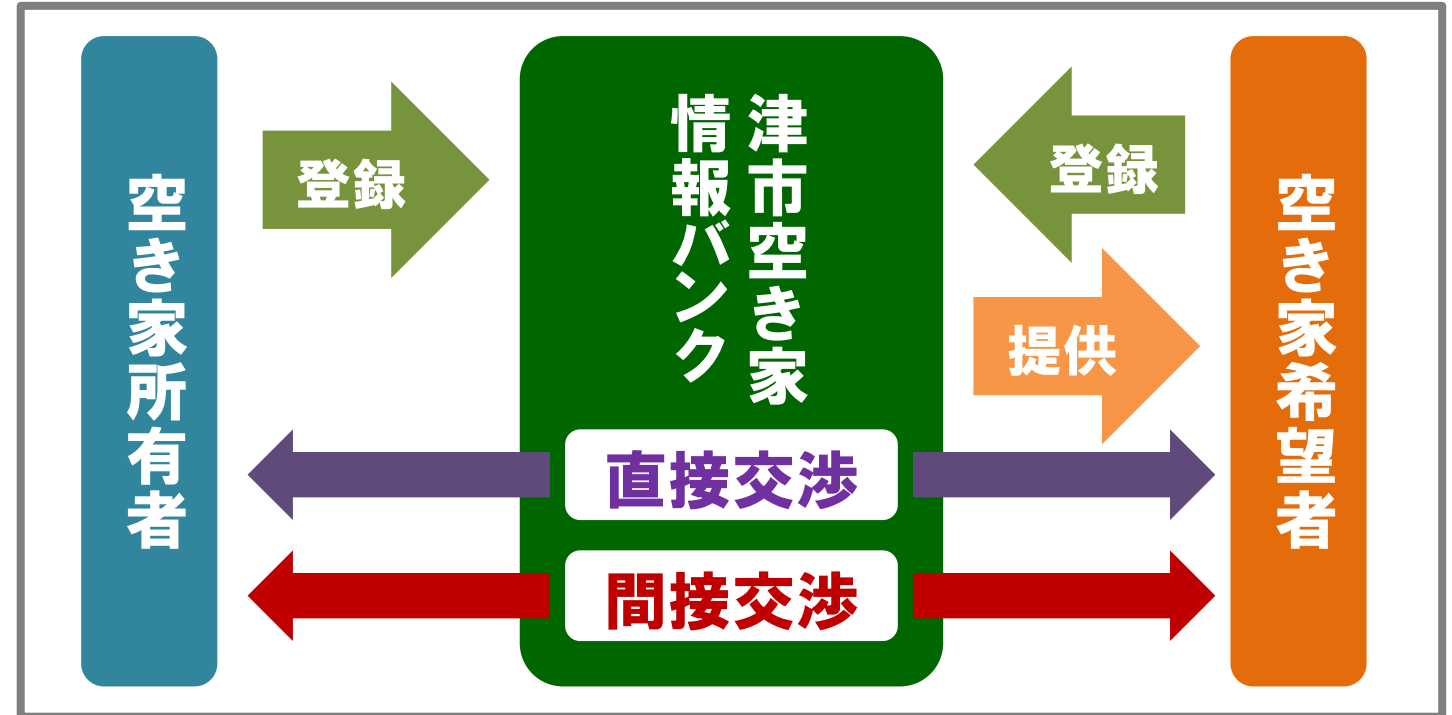 空き家所有者
登録
津市空き家
情報バンク
登録
提供
直接交渉
間接交渉
空き家希望者